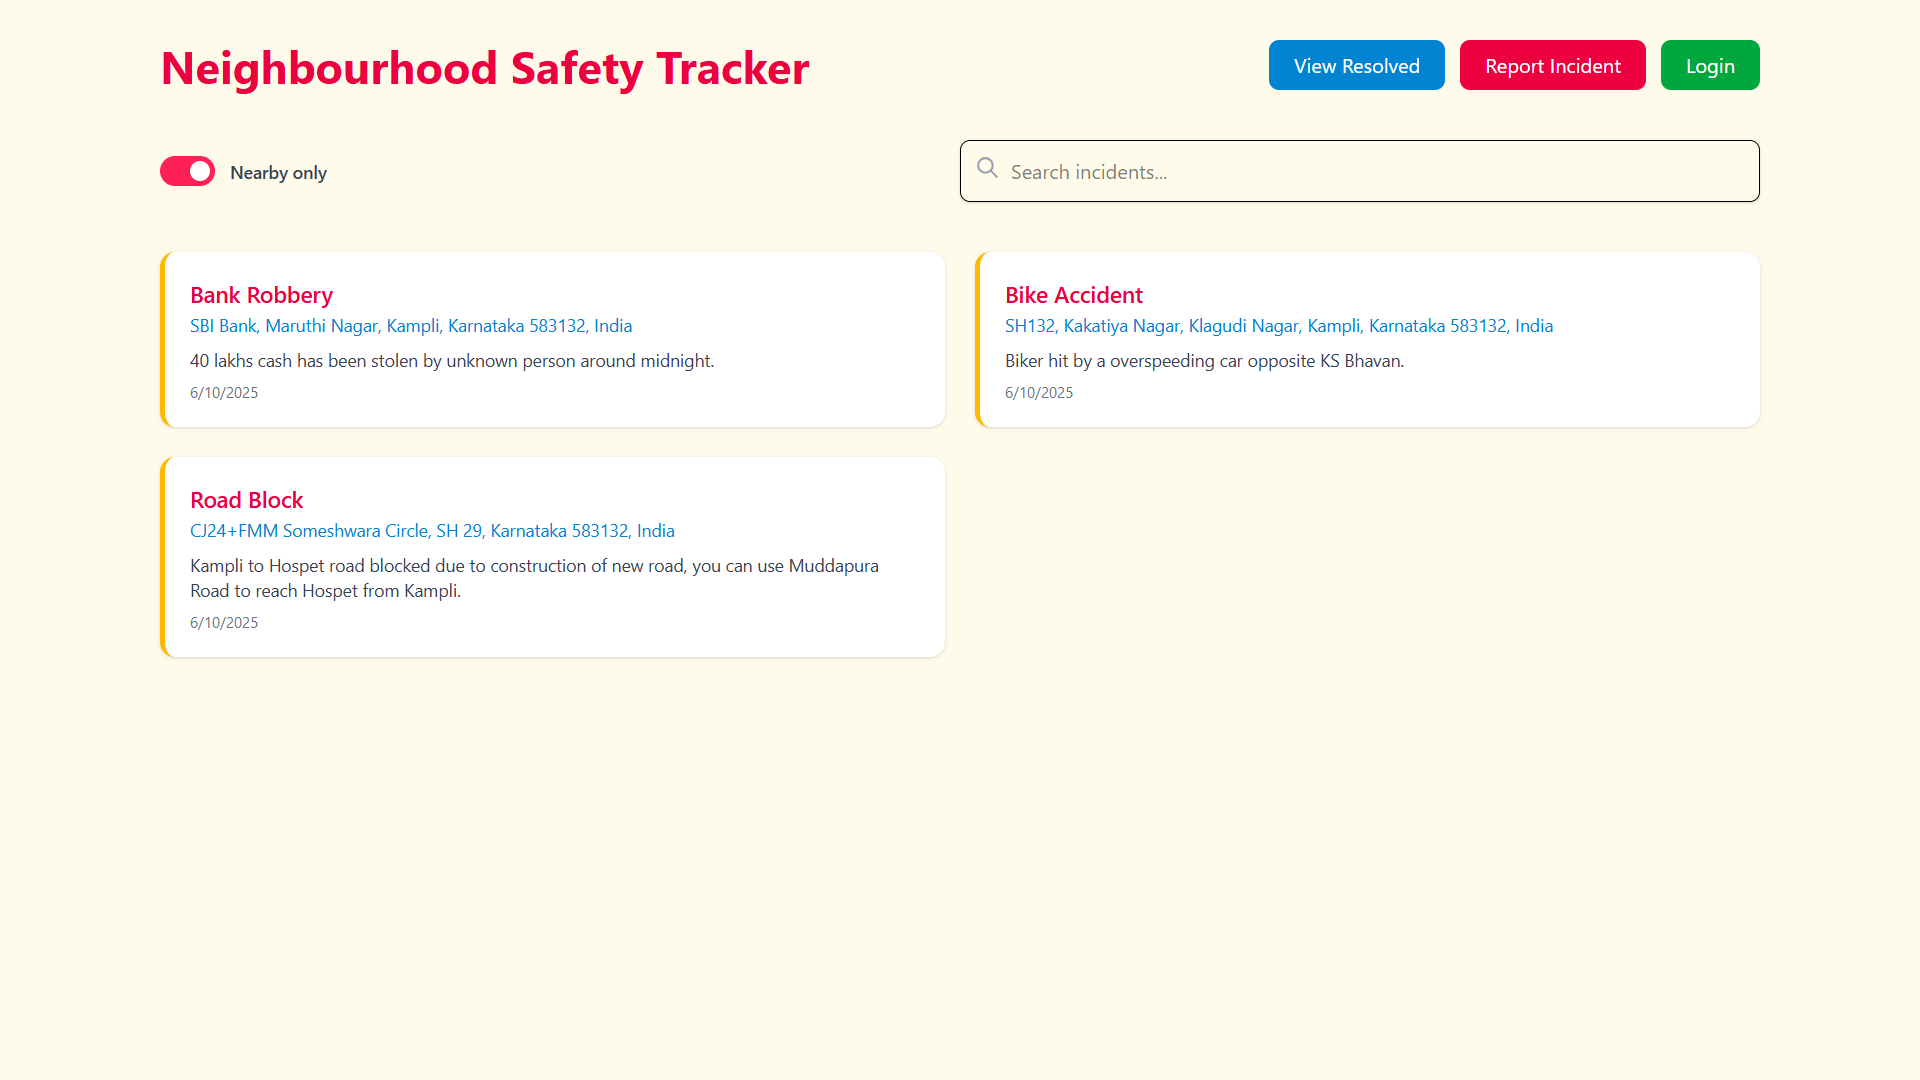 Neighbourhood Safety Tracker
View Resolved
Report Incident
Login
Nearby only
Search incidents...
Bank Robbery
SBI Bank, Maruthi Nagar, Kampli, Karnataka 583132, India
40 lakhs cash has been stolen by unknown person around midnight.
6/10/2025
Bike Accident
SH132, Kakatiya Nagar, Klagudi Nagar, Kampli, Karnataka 583132, India
Biker hit by a overspeeding car opposite KS Bhavan.
6/10/2025
Road Block
CJ24+FMM Someshwara Circle, SH 29, Karnataka 583132, India
Kampli to Hospet road blocked due to construction of new road, you can use Muddapura
Road to reach Hospet from Kampli.
6/10/2025